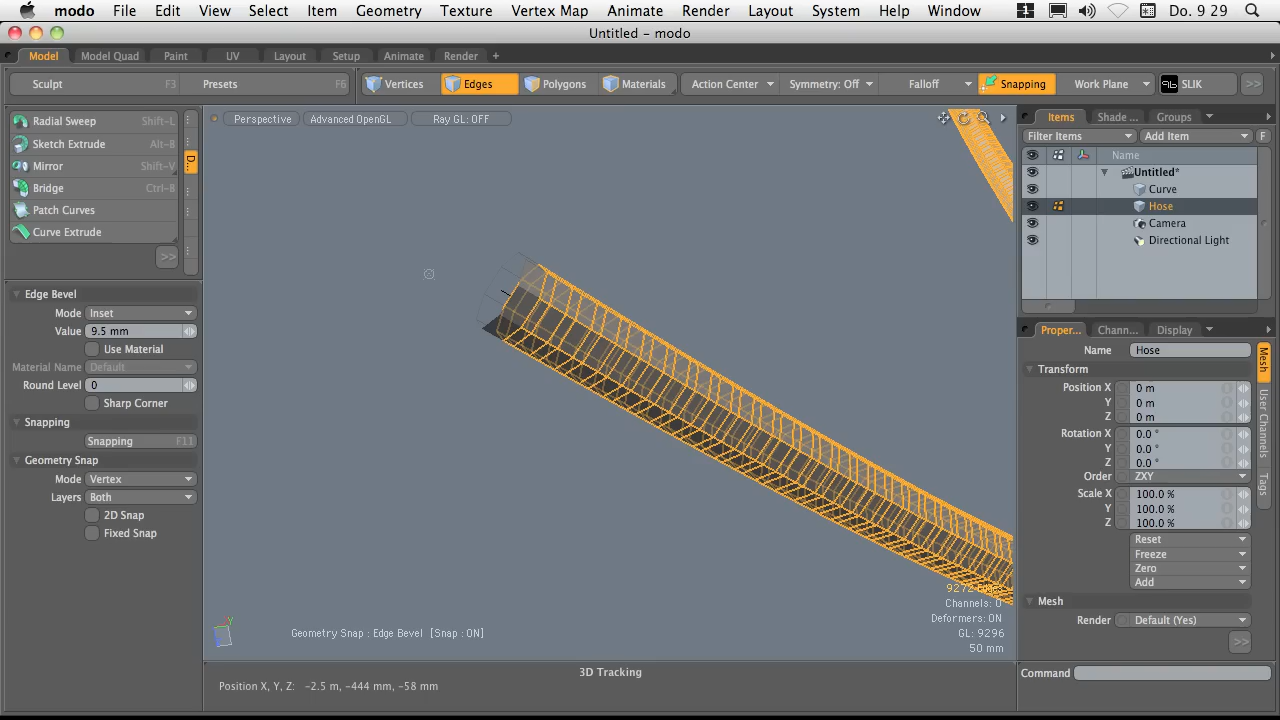 modo File Edit View Select Item Geometry Texture Vertex Map Animate Render Layout System Help Window 1 Do. 9 29
Untitled – modo
Model Model Quad Paint UV Layout Setup Animate Render +
Sculpt F3 Presets F6 Vertices Edges Polygons Materials Action Center Symmetry: Off Falloff Snapping Work Plane SLIK >>
Radial Sweep Shift-L
Sketch Extrude Alt-B
Mirror Shift-V
Bridge Ctrl-B
Patch Curves
Curve Extrude
>>
D...
Edge Bevel
Mode Inset
Value 9.5 mm
Use Material
Material Name Default
Round Level 0
Sharp Corner
Snapping
Snapping F11
Geometry Snap
Mode Vertex
Layers Both
2D Snap
Fixed Snap
Perspective Advanced OpenGL Ray GL: OFF
Y
Geometry Snap : Edge Bevel [Snap : ON]
Channels: 0
Deformers: ON
GL: 9296
50 mm
3D Tracking
Position X, Y, Z: -2.5 m, -444 mm, -58 mm
Items Shade ... Groups
Filter Items Add Item F
Name
Untitled*
Curve
Hose
Camera
Directional Light
Proper... Chann... Display
Name Hose
Transform
Position X 0 m
Y 0 m
Z 0 m
Rotation X 0.0 °
Y 0.0 °
Z 0.0 °
Order ZXY
Scale X 100.0 %
Y 100.0 %
Z 100.0 %
Reset
Freeze
Zero
Add
Mesh
Render Default (Yes)
>>
Mesh
User Channels
Tags
Command